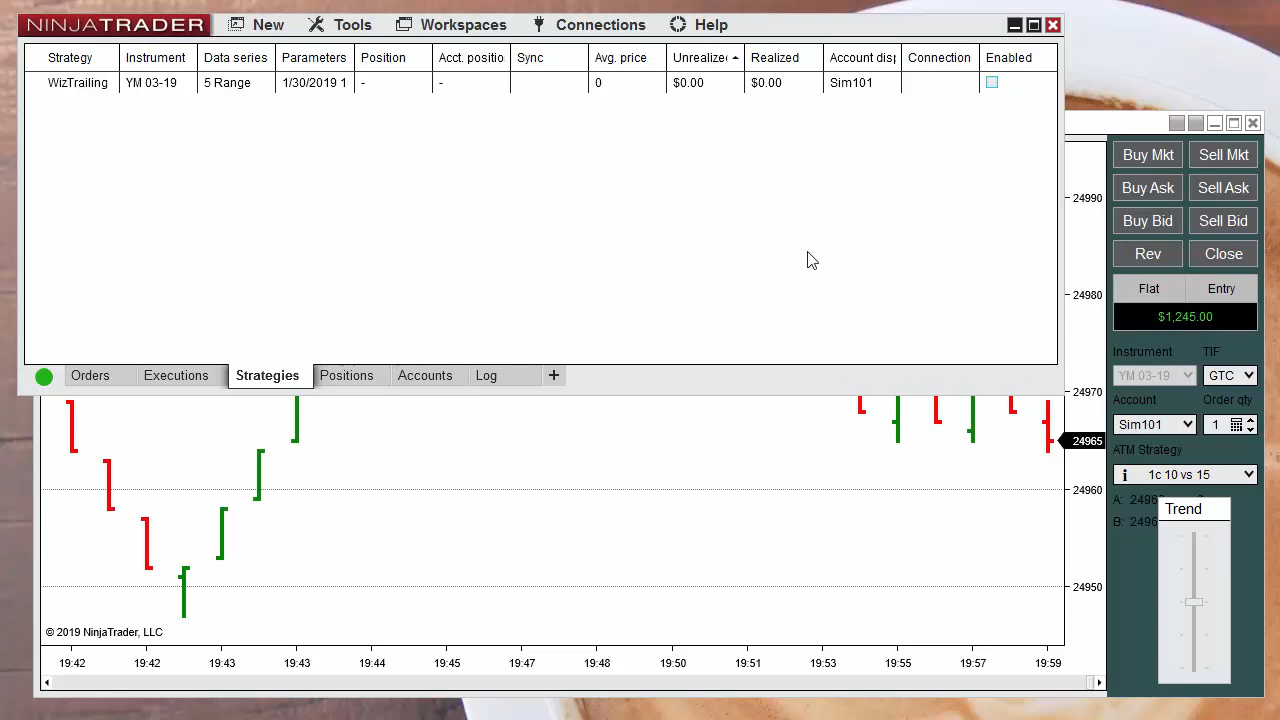 NINJATRADER New Tools Workspaces Connections Help
Strategy Instrument Data series Parameters Position Acct. positio Sync Avg. price Unrealize Realized Account disp Connection Enabled
WizTrailing YM 03-19 5 Range 1/30/2019 1 - - 0 $0.00 $0.00 Sim101
Orders Executions Strategies Positions Accounts Log +
24990
24980
24970
24965
24960
24950
© 2019 NinjaTrader, LLC
19:42 19:42 19:43 19:43 19:44 19:45 19:47 19:48 19:50 19:51 19:53 19:55 19:57 19:59
Buy Mkt Sell Mkt
Buy Ask Sell Ask
Buy Bid Sell Bid
Rev Close
Flat Entry
$1,245.00
Instrument TIF
YM 03-19 GTC
Account Order qty
Sim101 1
ATM Strategy
1c 10 vs 15
A: 2496
B: 2496
Trend